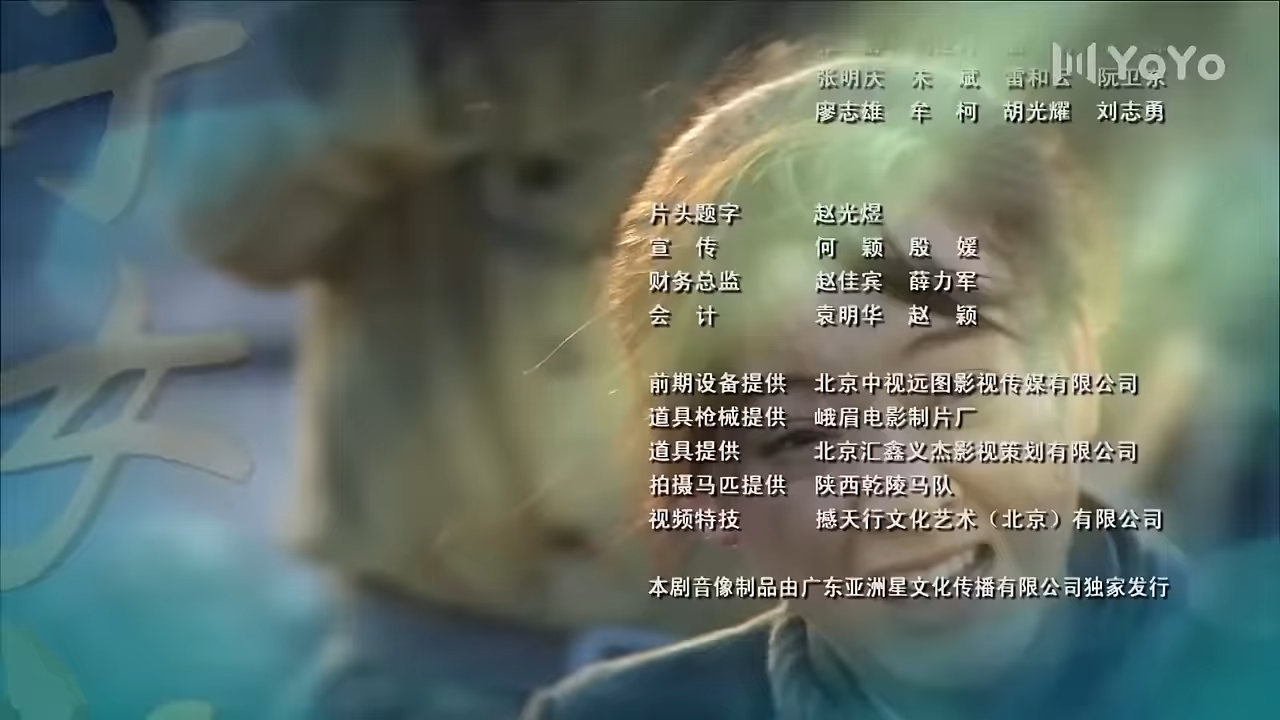 YoYo
张明庆 朱 斌 雷和云 阮卫东
廖志雄 牟 柯 胡光耀 刘志勇
片头题字 赵光煜
宣 传 何 颖 殷 媛
财务总监 赵佳宾 薛力军
会 计 袁明华 赵 颖
前期设备提供 北京中视远图影视传媒有限公司
道具枪械提供 峨眉电影制片厂
道具提供 北京汇鑫义杰影视策划有限公司
拍摄马匹提供 陕西乾陵马队
视频特技 撼天行文化艺术（北京）有限公司
本剧音像制品由广东亚洲星文化传播有限公司独家发行
女